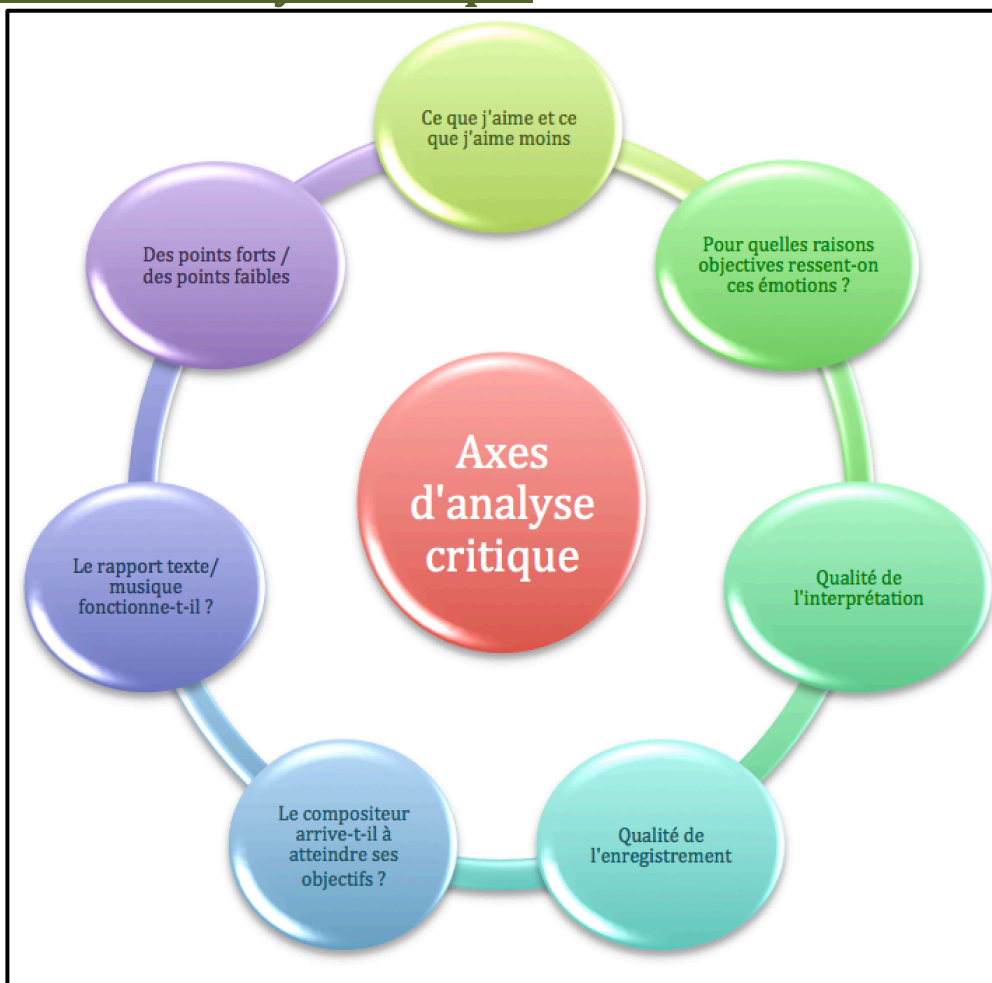 Ce que j'aime et ce
que j'aime moins
Pour quelles raisons
objectives ressent-on
ces émotions ?
Qualité de
l'interprétation
Qualité de
l'enregistrement
Le compositeur
arrive-t-il à
atteindre ses
objectifs ?
Le rapport texte/
musique
fonctionne-t-il ?
Des points forts /
des points faibles
Axes
d'analyse
critique